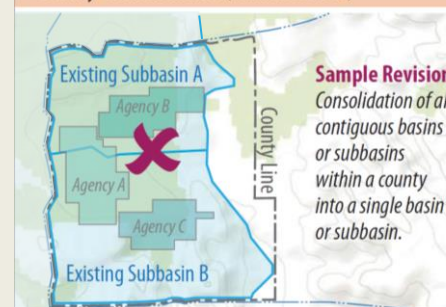 Existing Subbasin A
Agency B
Agency A
Agency C
Existing Subbasin B
County Line
Sample Revision
Consolidation of al
contiguous basins
or subbasins
within a county
into a single basin
or subbasin.